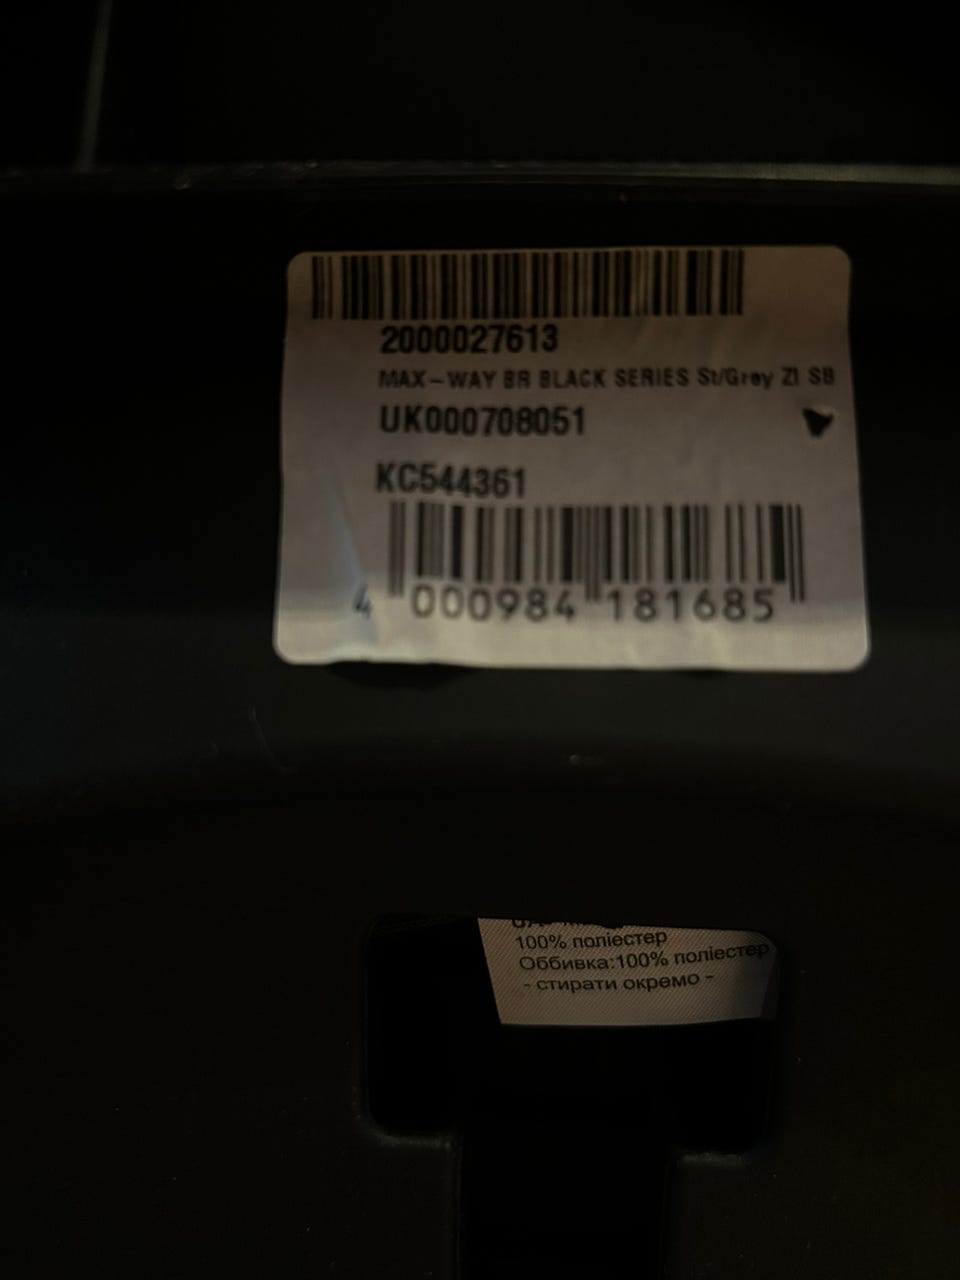 2000027613
MAX-WAY BR BLACK SERIES St/Grey ZI SB
UK000708051
KC544361
4 000984 181685
100% поліестер
Оббивка:100% поліестер
- стирати окремо -